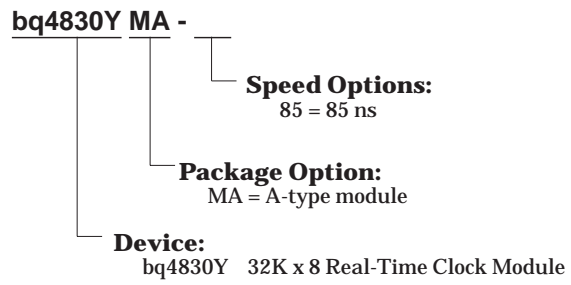 bq4830Y MA -
Speed Options:
85 = 85 ns
Package Option:
MA = A-type module
Device:
bq4830Y 32K x 8 Real-Time Clock Module